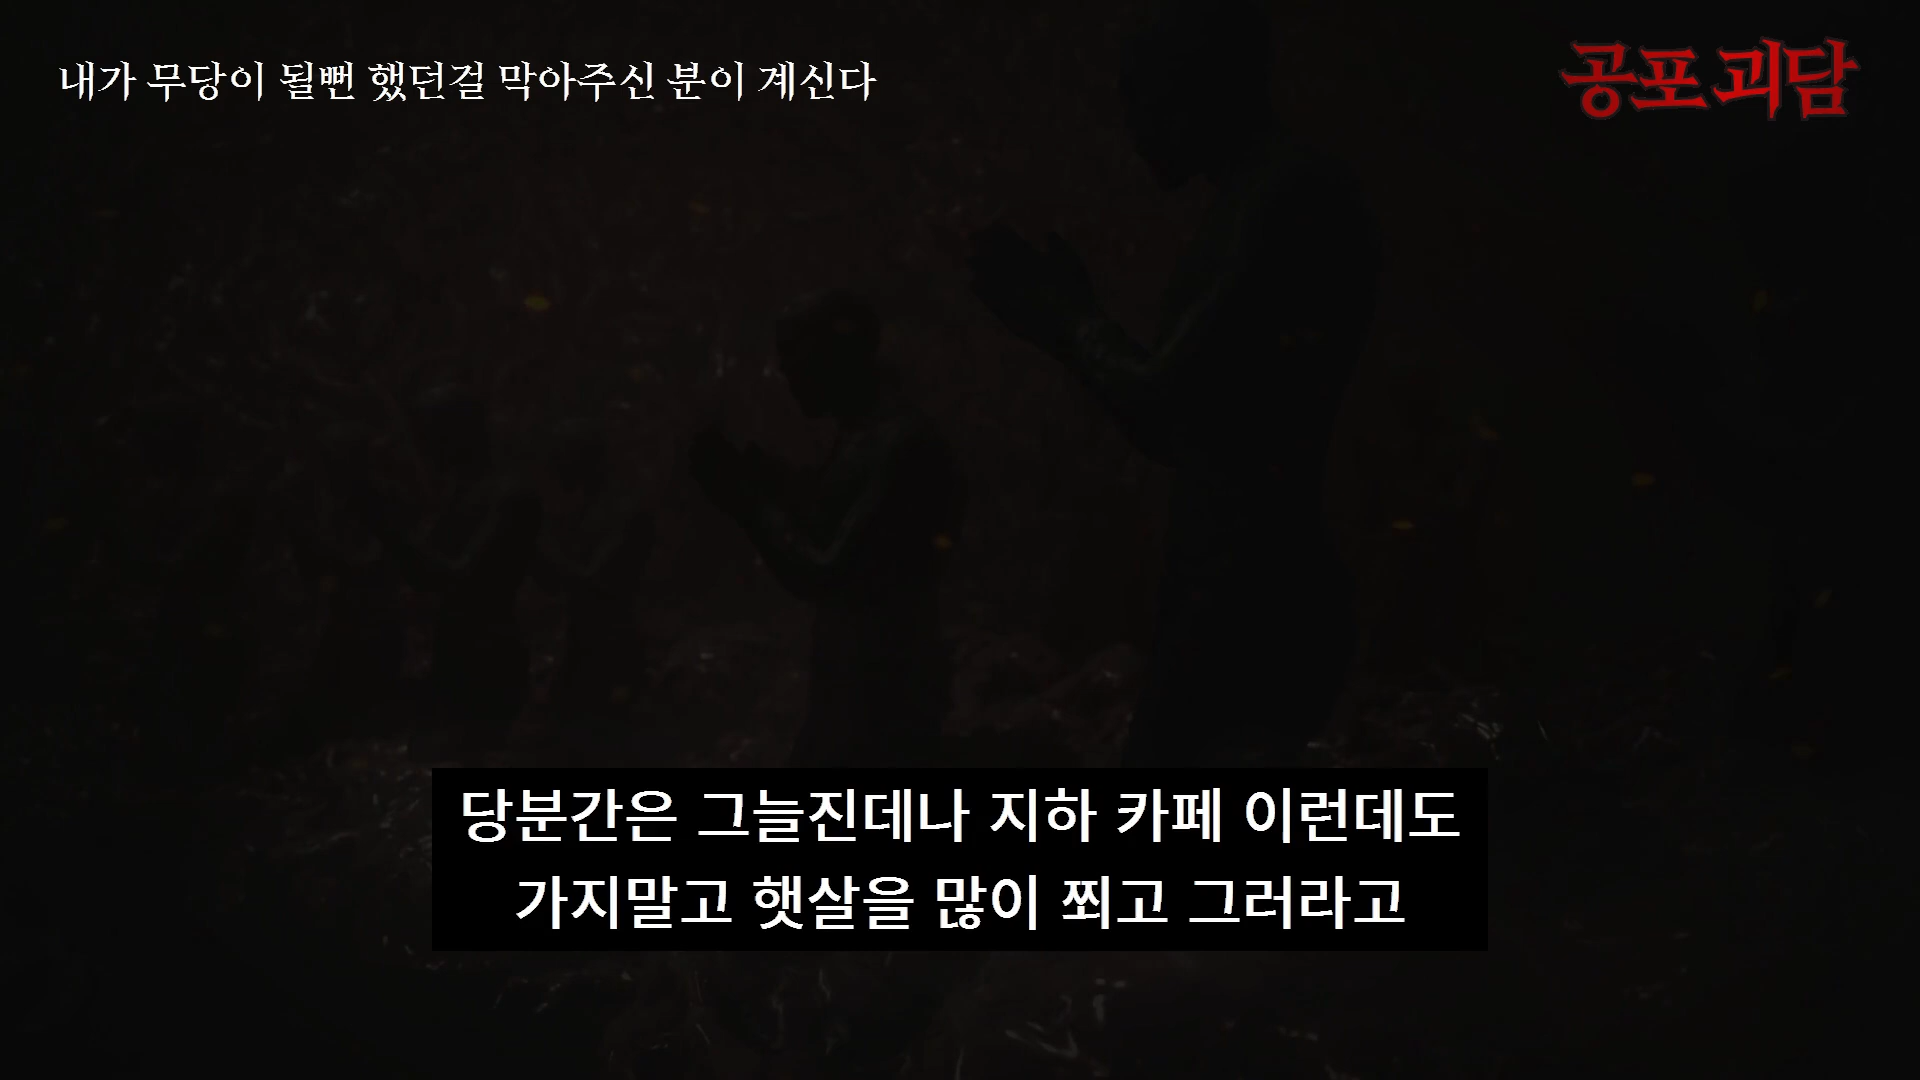 내가 무당이 될뻔 했던걸 막아주신 분이 계신다
공포 괴담
당분간은 그늘진데나 지하 카페 이런데도
가지말고 햇살을 많이 쬐고 그러라고